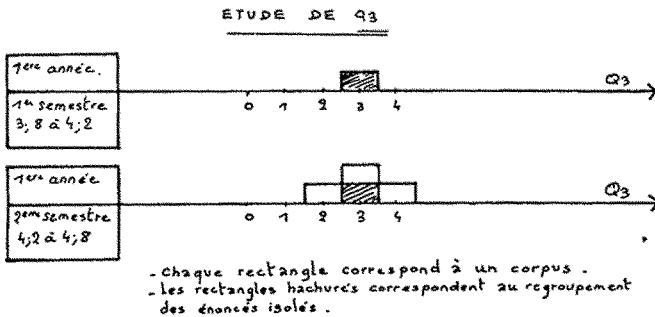 ETUDE DE Q3
1ère année.
1er semestre
3; 8 à 4; 2
0 1 2 3 4
Q3
1ère année
2ème semestre
4; 2 à 4; 8
0 1 2 3 4
Q3
- Chaque rectangle correspond à un corpus.
- les rectangles hachurés correspondent au regroupement
des énoncés isolés.